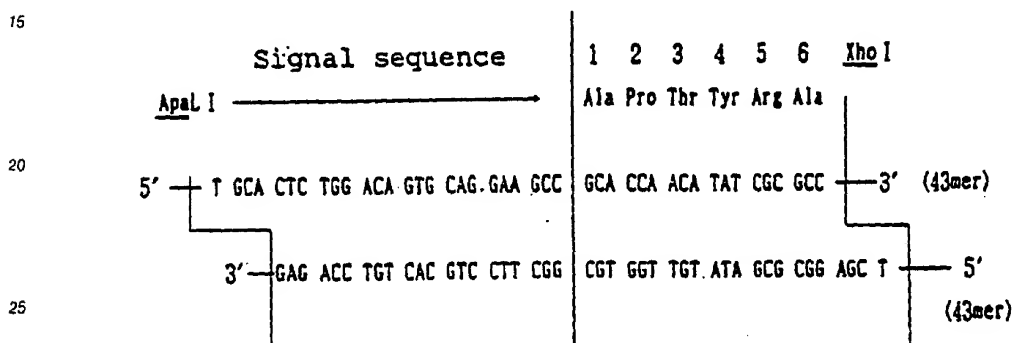 15
Signal sequence 1 2 3 4 5 6 Xho I
ApaL I Ala Pro Thr Tyr Arg Ala
20
5' T GCA CTC TGG ACA GTG CAG GAA GCC GCA CCA ACA TAT CGC GCC 3' (43mer)
3' GAG ACC TGT CAC GTC CTT CGG CGT GGT TGT ATA GCG CGG AGC T 5'
25
(43mer)